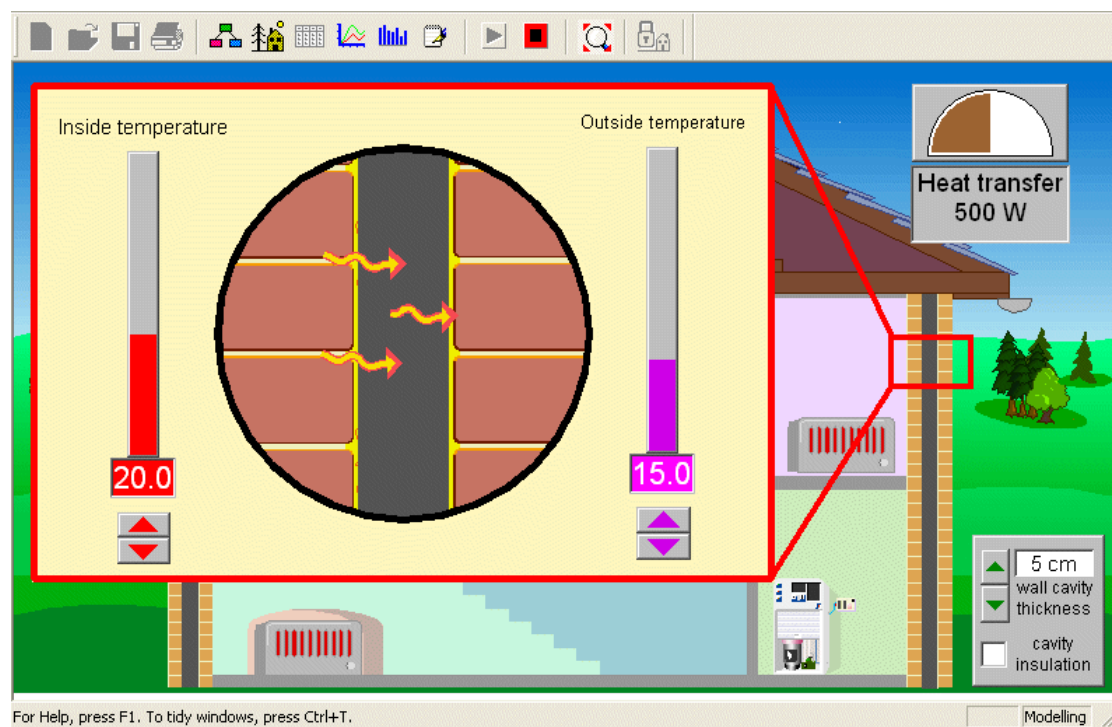 Inside temperature
Outside temperature
20.0
15.0
Heat transfer
500 W
5 cm
wall cavity
thickness
cavity
insulation
For Help, press F1. To tidy windows, press Ctrl+T.
Modelling